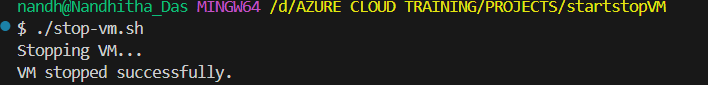 nandh@Nandhitha_Das MINGW64 /d/AZURE CLOUD TRAINING/PROJECTS/startstopVM
$ ./stop-vm.sh
Stopping VM...
VM stopped successfully.